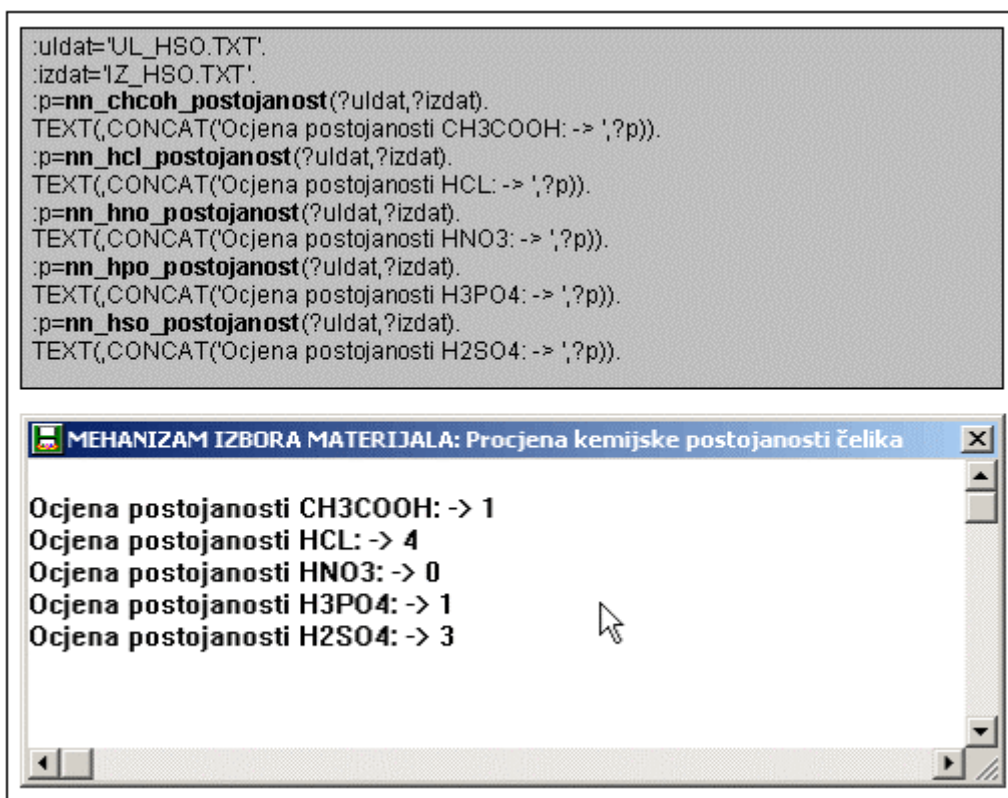 :uldat='UL_HSO.TXT'.
:izdat='IZ_HSO.TXT'.
:p=nn_chcoh_postojanost(?uldat,?izdat).
TEXT(,CONCAT('Ocjena postojanosti CH3COOH: -> ',?p)).
:p=nn_hcl_postojanost(?uldat,?izdat).
TEXT(,CONCAT('Ocjena postojanosti HCL: -> ',?p)).
:p=nn_hno_postojanost(?uldat,?izdat).
TEXT(,CONCAT('Ocjena postojanosti HNO3: -> ',?p)).
:p=nn_hpo_postojanost(?uldat,?izdat).
TEXT(,CONCAT('Ocjena postojanosti H3PO4: -> ',?p)).
:p=nn_hso_postojanost(?uldat,?izdat).
TEXT(,CONCAT('Ocjena postojanosti H2SO4: -> ',?p)).
MEHANIZAM IZBORA MATERIJALA: Procjena kemijske postojanosti čelika
Ocjena postojanosti CH3COOH: -> 1
Ocjena postojanosti HCL: -> 4
Ocjena postojanosti HNO3: -> 0
Ocjena postojanosti H3PO4: -> 1
Ocjena postojanosti H2SO4: -> 3